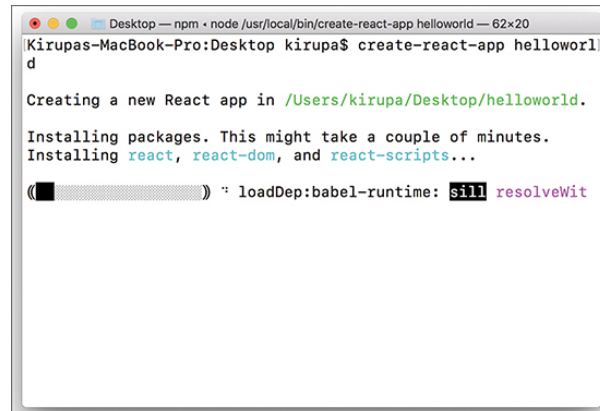 Desktop — npm ‹ node /usr/local/bin/create-react-app helloworld — 62×20
Kirupas-MacBook-Pro:Desktop kirupa$ create-react-app helloworl
d
Creating a new React app in /Users/kirupa/Desktop/helloworld.
Installing packages. This might take a couple of minutes.
Installing react, react-dom, and react-scripts...
loadDep:babel-runtime: sill resolveWit